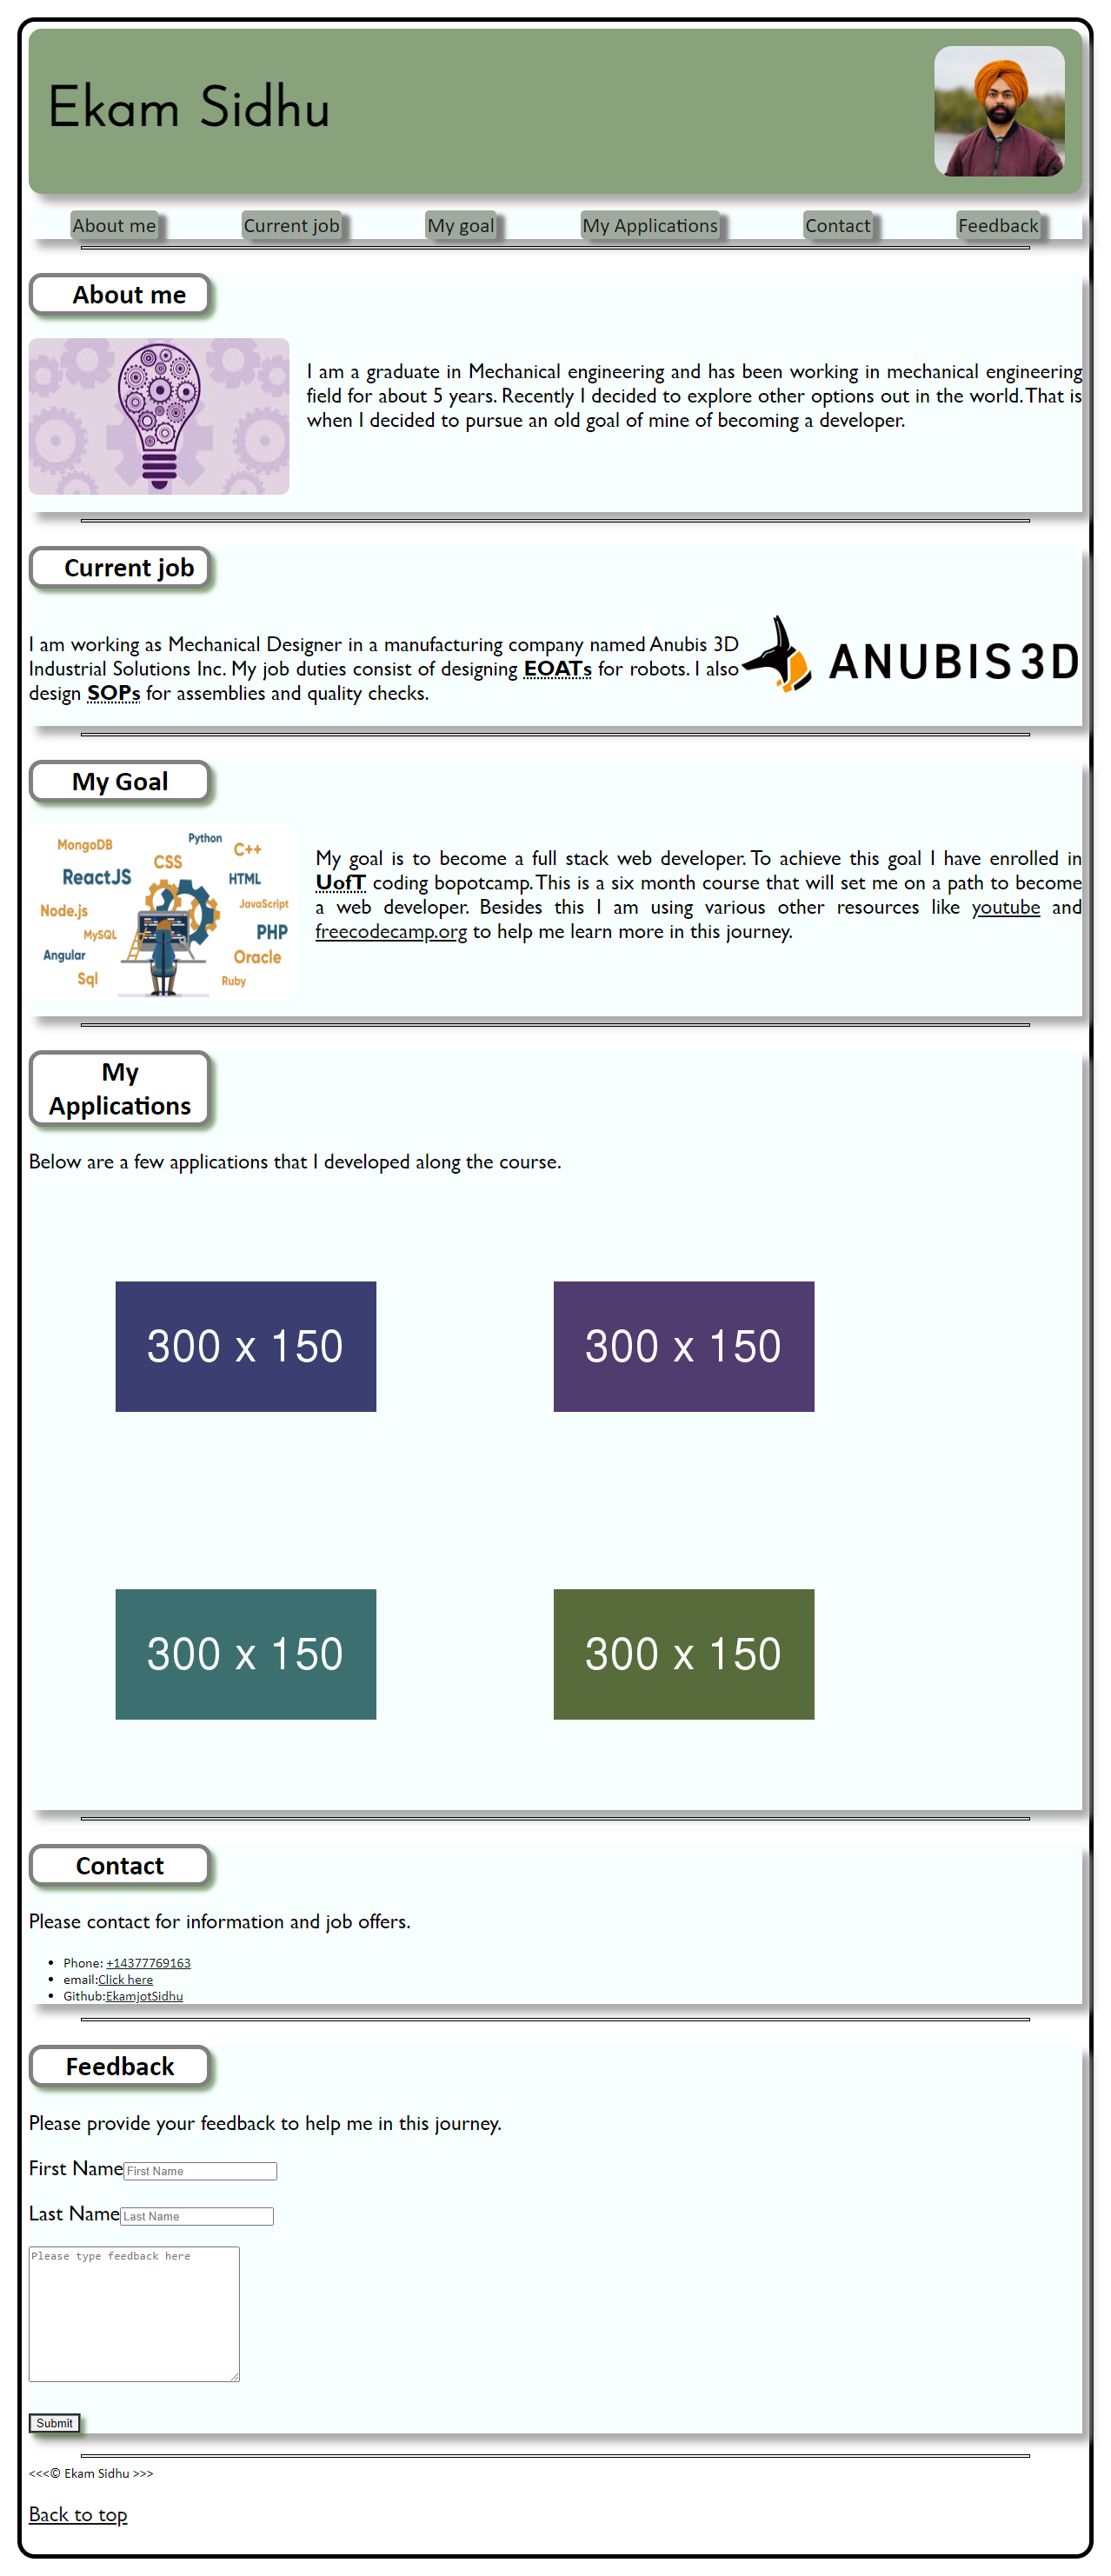 Ekam Sidhu
About me Current job My goal My Applications Contact Feedback
About me
I am a graduate in Mechanical engineering and has been working in mechanical engineering
field for about 5 years. Recently I decided to explore other options out in the world. That is
when I decided to pursue an old goal of mine of becoming a developer.
Current job
I am working as Mechanical Designer in a manufacturing company named Anubis 3D
Industrial Solutions Inc. My job duties consist of designing EOATs for robots. I also
design SOPs for assemblies and quality checks.
ANUBIS 3D
My Goal
MongoDB
Python
C++
CSS
ReactJS
HTML
Node.js
JavaScript
MySQL
PHP
Angular
Oracle
Sql
Ruby
My goal is to become a full stack web developer. To achieve this goal I have enrolled in
UofT coding bopotcamp. This is a six month course that will set me on a path to become
a web developer. Besides this I am using various other resources like youtube and
freecodecamp.org to help me learn more in this journey.
My
Applications
Below are a few applications that I developed along the course.
300 x 150
300 x 150
300 x 150
300 x 150
Contact
Please contact for information and job offers.
• Phone: +14377769163
• email:Click here
• Github:EkamjotSidhu
Feedback
Please provide your feedback to help me in this journey.
First Name First Name
Last Name Last Name
Please type feedback here
Submit
<<<© Ekam Sidhu >>>
Back to top